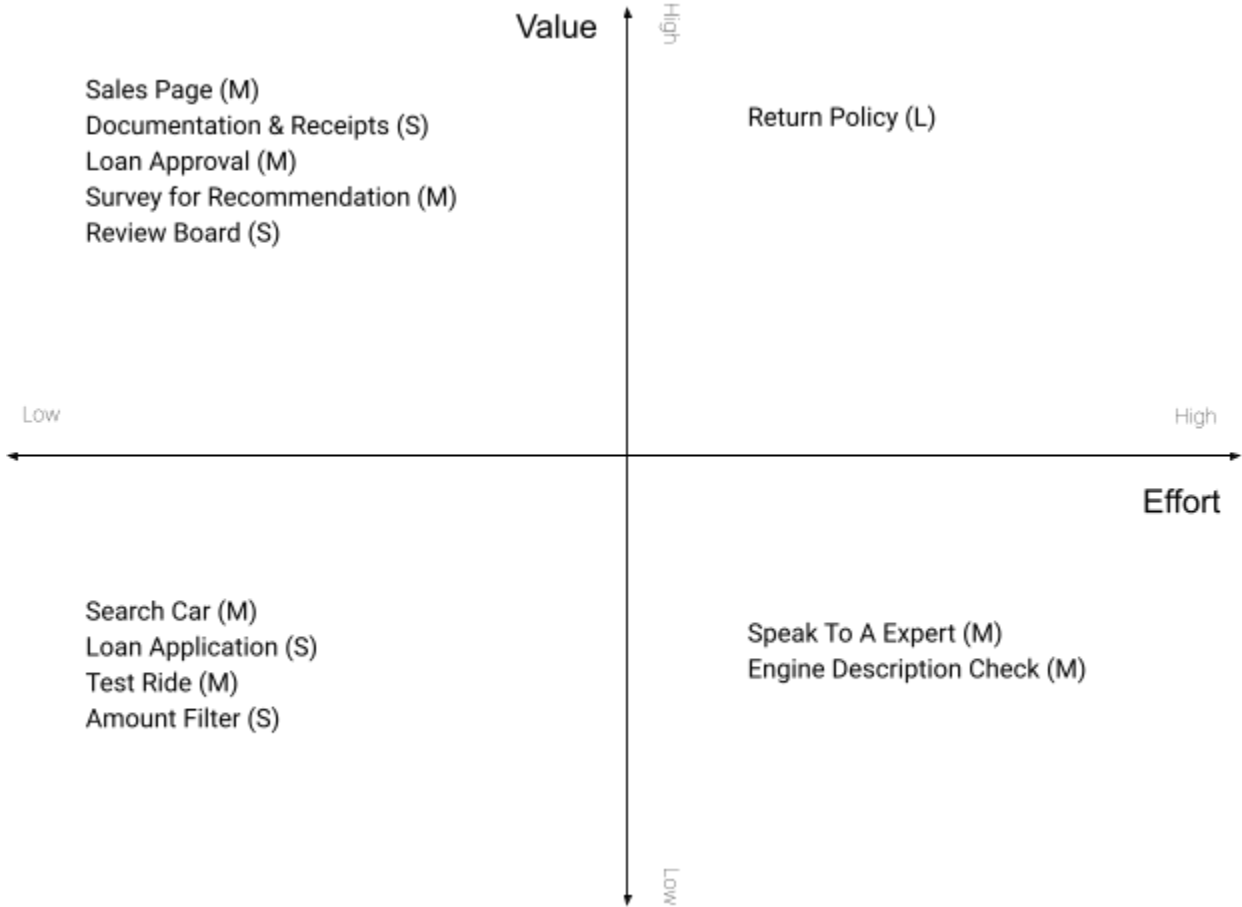 Value
High
Sales Page (M)
Documentation & Receipts (S)
Loan Approval (M)
Survey for Recommendation (M)
Review Board (S)
Return Policy (L)
Low
High
Effort
Search Car (M)
Loan Application (S)
Test Ride (M)
Amount Filter (S)
Speak To A Expert (M)
Engine Description Check (M)
Low